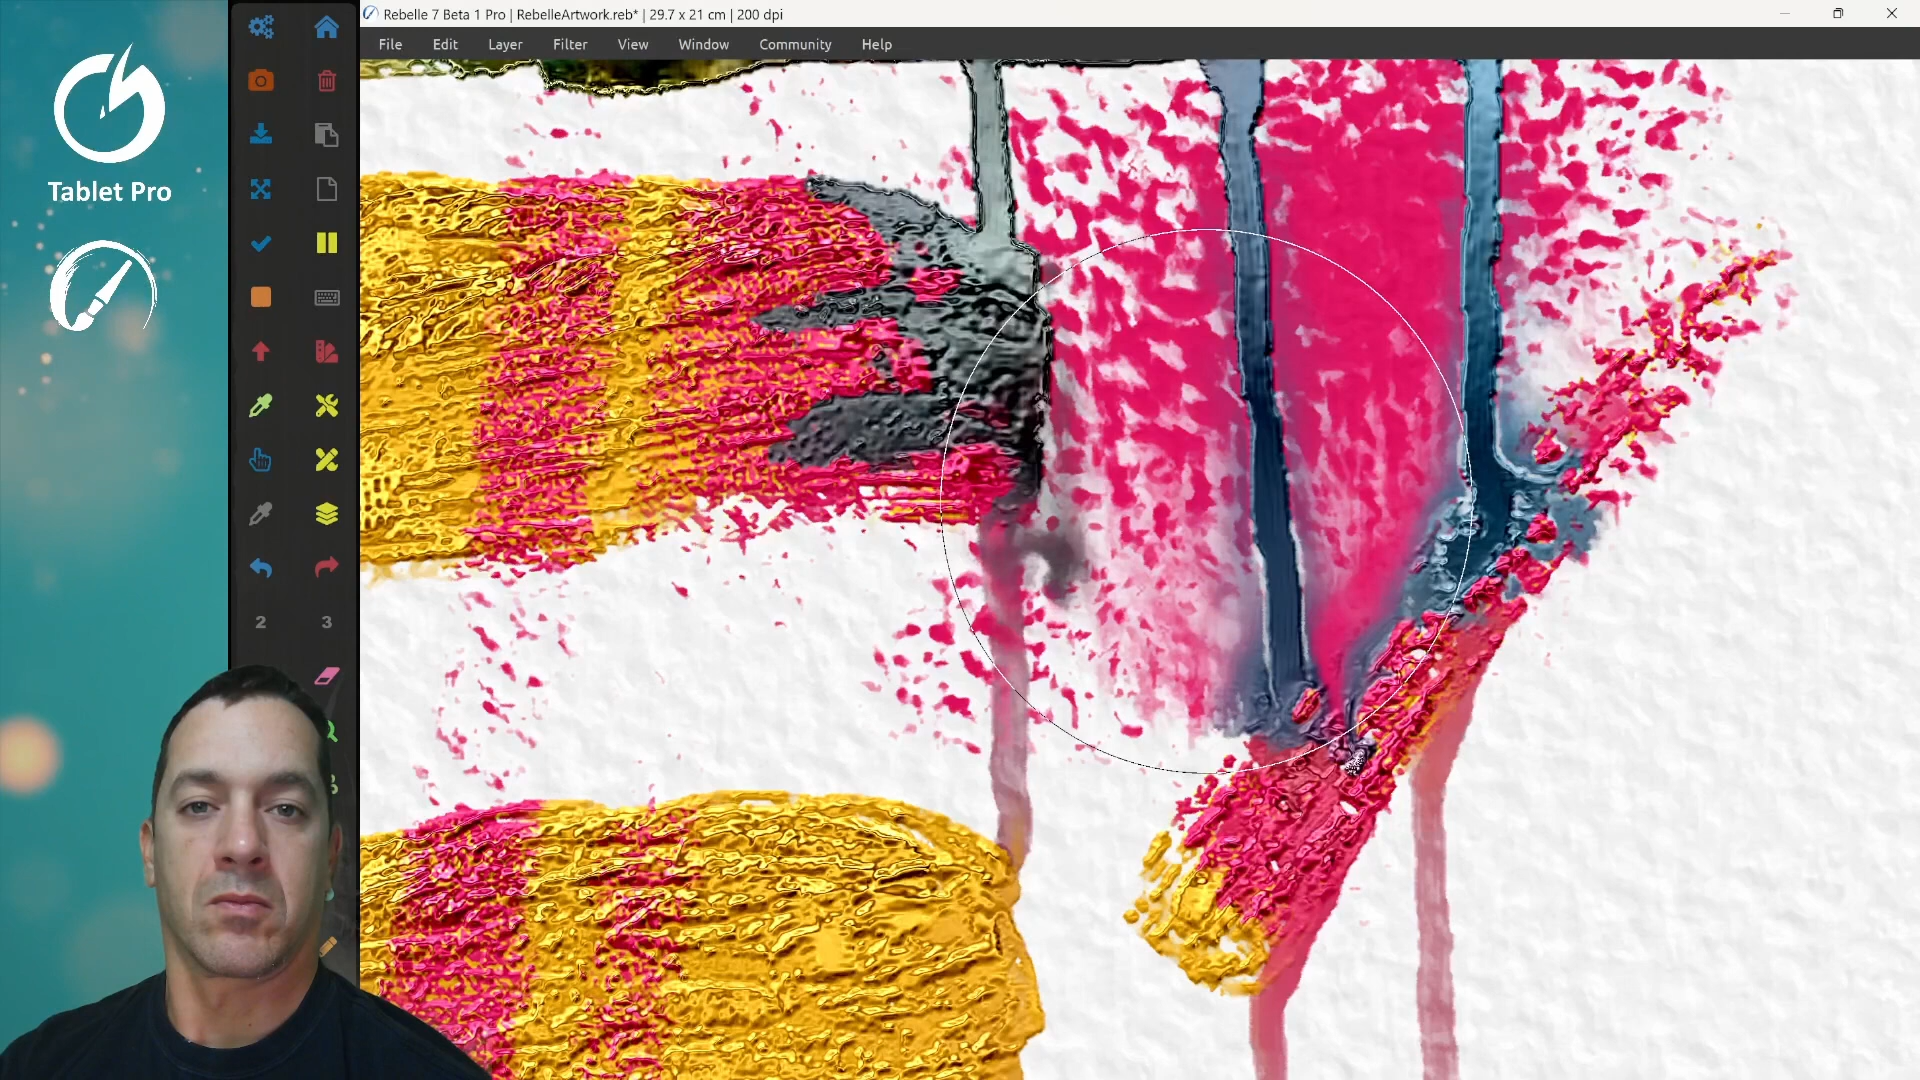 Rebelle 7 Beta 1 Pro | RebelleArtwork.reb* | 29.7 x 21 cm | 200 dpi
File Edit Layer Filter View Window Community Help
Tablet Pro
2 3